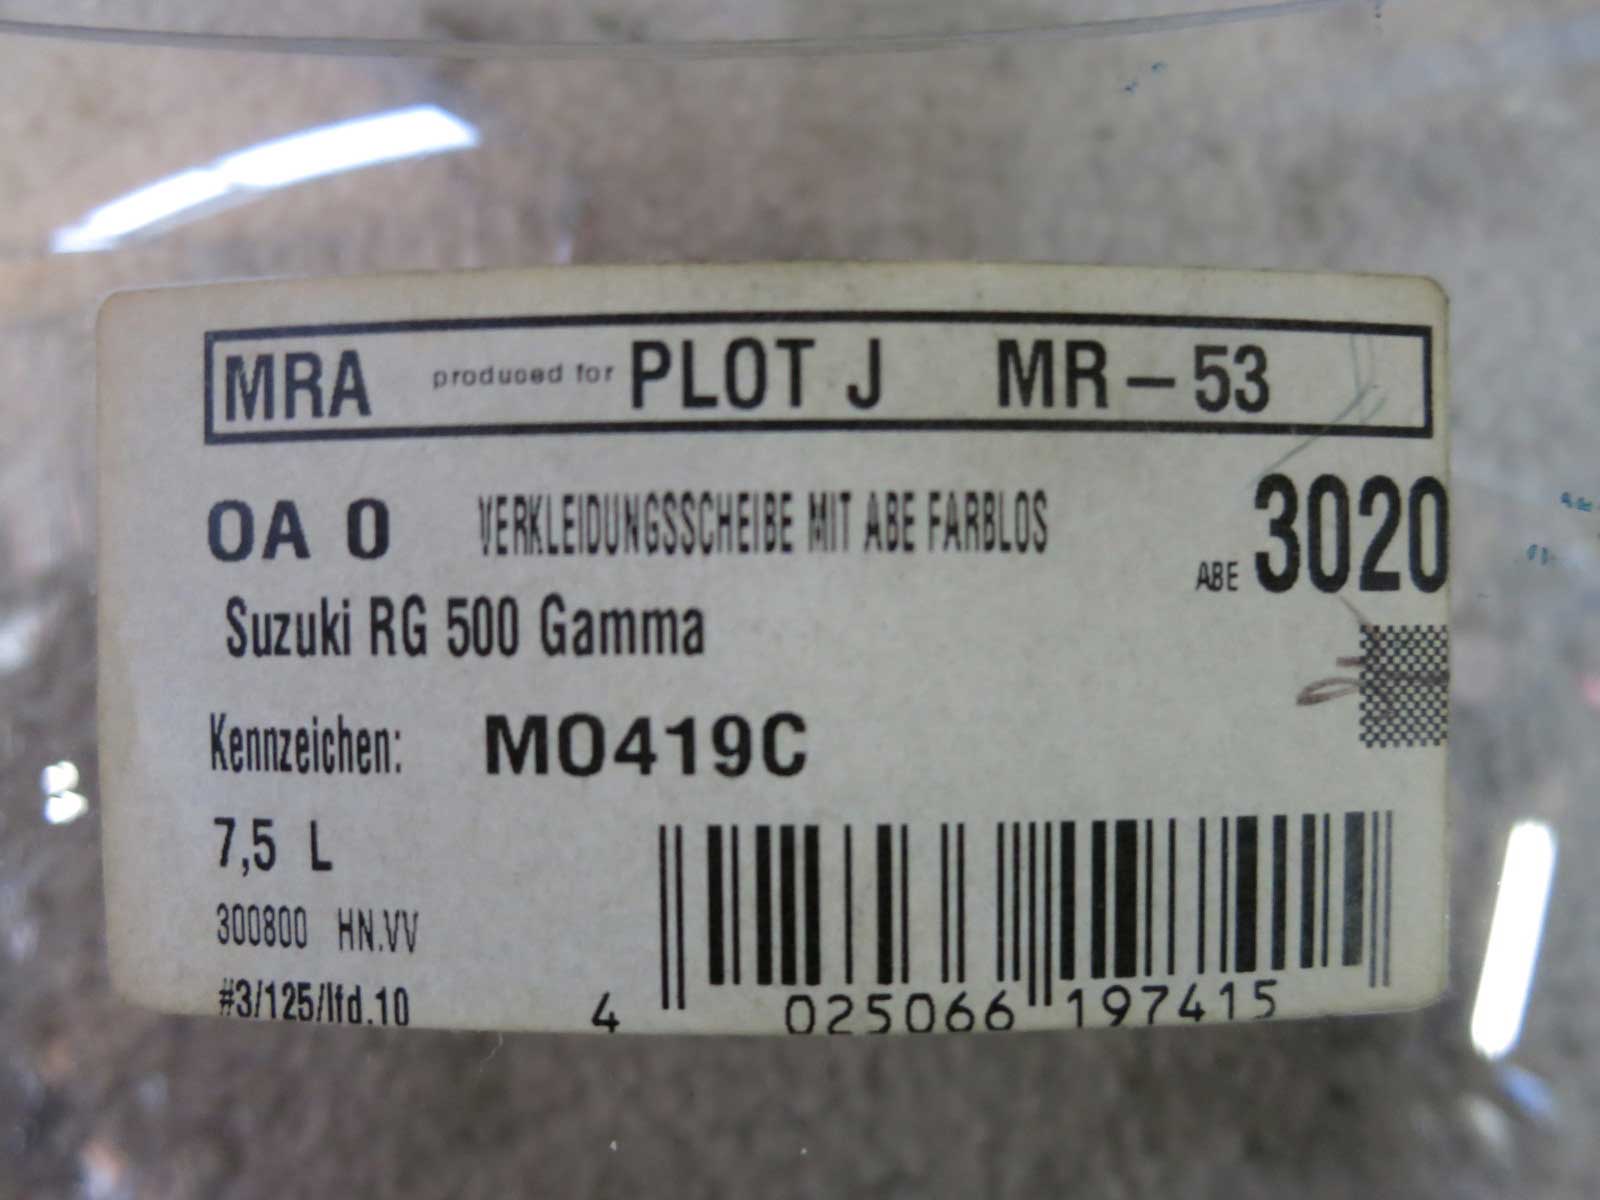 MRA produced for PLOT J MR-53
OA 0 VERKLEIDUNGSSCHEIBE MIT ABE FARBLOS ABE 3020
Suzuki RG 500 Gamma
Kennzeichen: MO419C
7,5 L
300800 HN.VV
#3/125/lfd.10
4 025066 197415